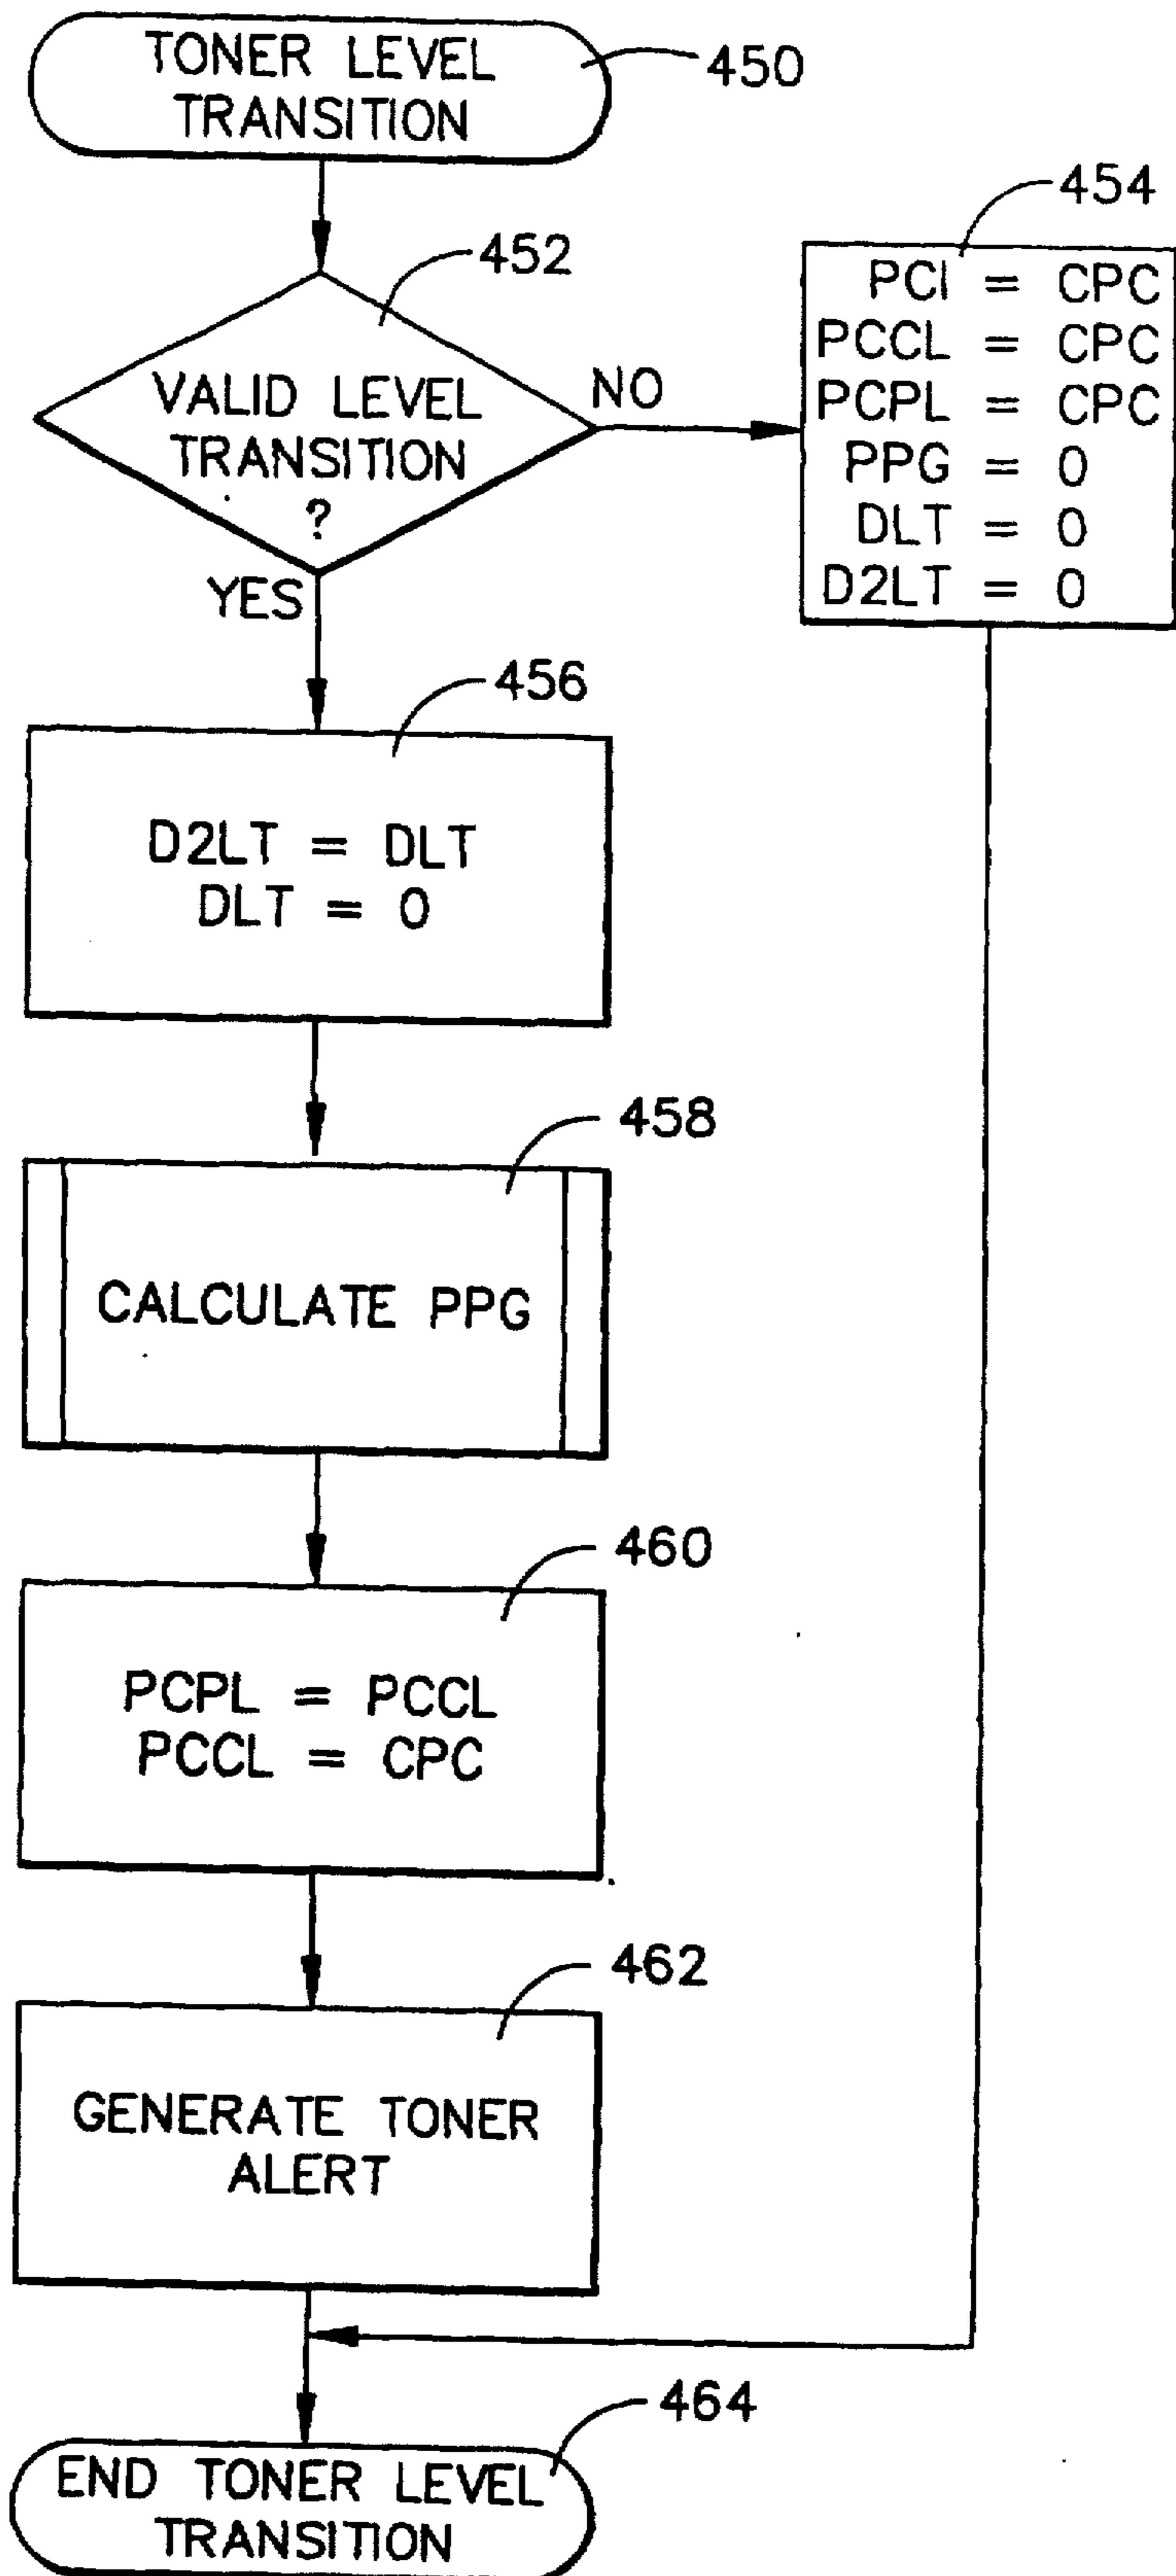 TONER LEVEL
TRANSITION
450
452
454
VALID LEVEL
TRANSITION
?
NO
YES
PCI = CPC
PCCL = CPC
PCPL = CPC
PPG = 0
DLT = 0
D2LT = 0
456
D2LT = DLT
DLT = 0
458
CALCULATE PPG
460
PCPL = PCCL
PCCL = CPC
462
GENERATE TONER
ALERT
464
END TONER LEVEL
TRANSITION